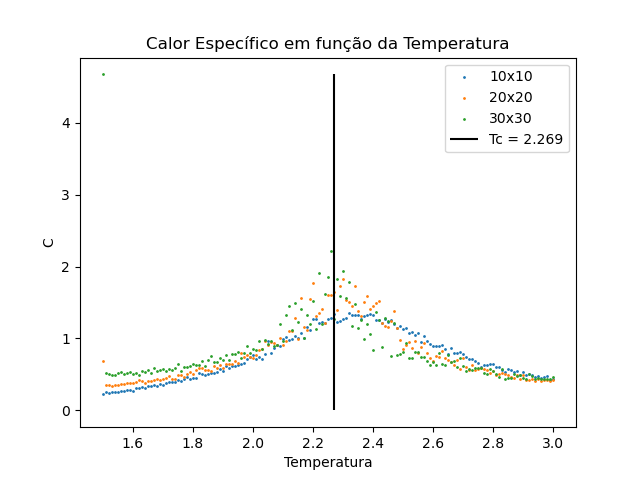 Calor Específico em função da Temperatura
10x10
20x20
30x30
Tc = 2.269
C
4
3
2
1
0
1.6 1.8 2.0 2.2 2.4 2.6 2.8 3.0
Temperatura